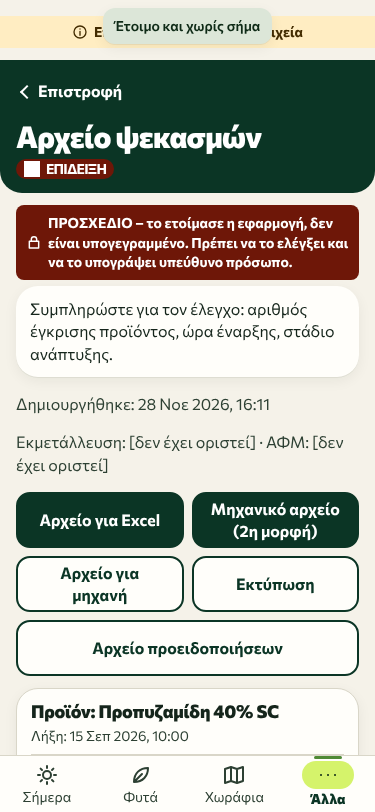 Έτοιμο και χωρίς σήμα
Επιστροφή
Αρχείο ψεκασμών
ΕΠΙΔΕΙΞΗ
ΠΡΟΣΧΕΔΙΟ – το ετοίμασε η εφαρμογή, δεν
είναι υπογεγραμμένο. Πρέπει να το ελέγξει και
να το υπογράψει υπεύθυνο πρόσωπο.
Συμπληρώστε για τον έλεγχο: αριθμός
έγκρισης προϊόντος, ώρα έναρξης, στάδιο
ανάπτυξης.
Δημιουργήθηκε: 28 Νοε 2026, 16:11
Εκμετάλλευση: [δεν έχει οριστεί] · ΑΦΜ: [δεν
έχει οριστεί]
Αρχείο για Excel
Μηχανικό αρχείο
(2η μορφή)
Αρχείο για
μηχανή
Εκτύπωση
Αρχείο προειδοποιήσεων
Προϊόν: Προπυζαμίδη 40% SC
Λήξη: 15 Σεπ 2026, 10:00
Σήμερα
Φυτά
Χωράφια
Άλλα